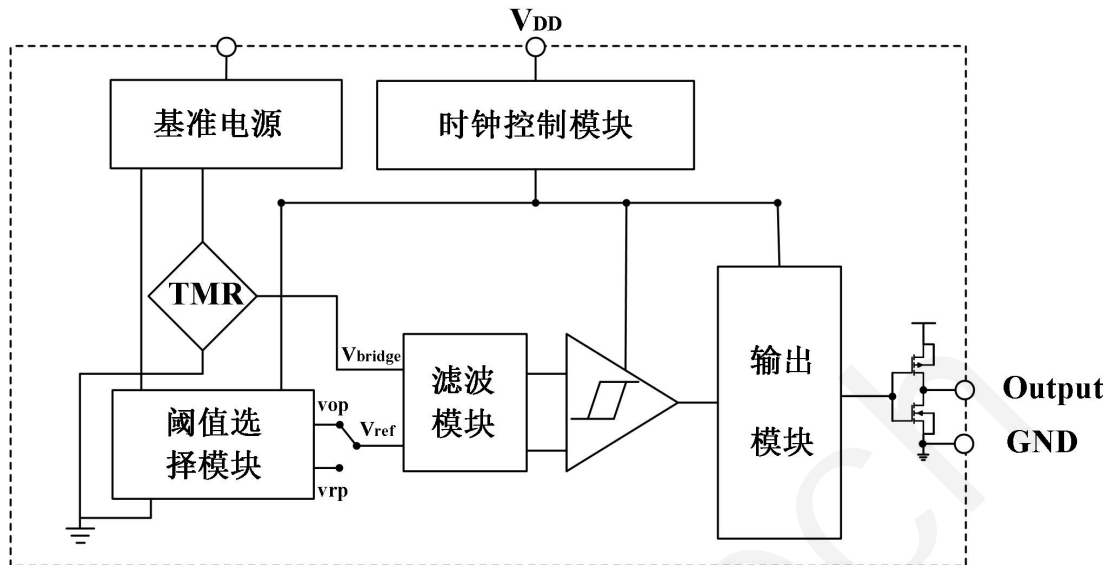 VDD
基准电源
时钟控制模块
TMR
Vbridge
滤波
模块
输出
模块
阈值选
择模块
vop
Vref
vrp
Output
GND